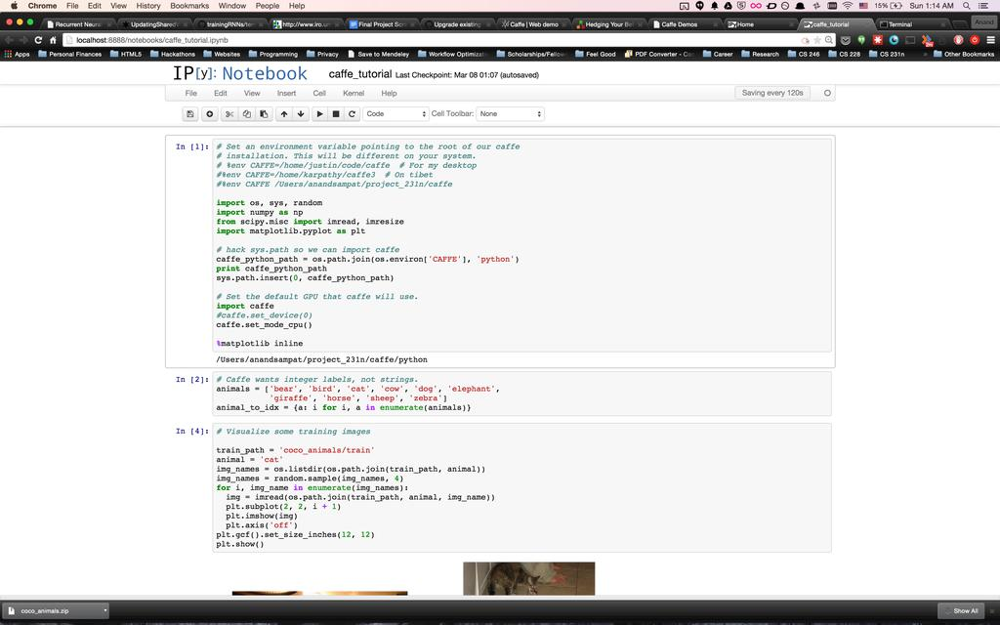 Chrome File Edit View History Bookmarks Window People Help 15% Sun 1:14 AM
Recurrent Neura UpdatingSharedV trainingRNNs/te http://www.iro.um Final Project Scr Upgrade existing Caffe | Web demo Hedging Your Be Caffe Demos Home caffe_tutorial Terminal Anand
localhost:8888/notebooks/caffe_tutorial.ipynb
Apps Personal Finances HTML5 Hackathons Websites Programming Privacy Save to Mendeley Workflow Optimiza Scholarships/Fellow Feel Good PDF Converter - Con Career Research CS 246 CS 228 CS 231n » Other Bookmarks
IP[y]: Notebook caffe_tutorial Last Checkpoint: Mar 08 01:07 (autosaved)
File Edit View Insert Cell Kernel Help Saving every 120s
Code Cell Toolbar: None
In [1]: # Set an environment variable pointing to the root of our caffe
# installation. This will be different on your system.
# %env CAFFE=/home/justin/code/caffe # For my desktop
#%env CAFFE=/home/karpathy/caffe3 # On tibet
#%env CAFFE /Users/anandsampat/project_231n/caffe
import os, sys, random
import numpy as np
from scipy.misc import imread, imresize
import matplotlib.pyplot as plt
# hack sys.path so we can import caffe
caffe_python_path = os.path.join(os.environ['CAFFE'], 'python')
print caffe_python_path
sys.path.insert(0, caffe_python_path)
# Set the default GPU that caffe will use.
import caffe
#caffe.set_device(0)
caffe.set_mode_cpu()
%matplotlib inline
/Users/anandsampat/project_231n/caffe/python
In [2]: # Caffe wants integer labels, not strings.
animals = ['bear', 'bird', 'cat', 'cow', 'dog', 'elephant',
'giraffe', 'horse', 'sheep', 'zebra']
animal_to_idx = {a: i for i, a in enumerate(animals)}
In [4]: # Visualize some training images
train_path = 'coco_animals/train'
animal = 'cat'
img_names = os.listdir(os.path.join(train_path, animal))
img_names = random.sample(img_names, 4)
for i, img_name in enumerate(img_names):
img = imread(os.path.join(train_path, animal, img_name))
plt.subplot(2, 2, i + 1)
plt.imshow(img)
plt.axis('off')
plt.gcf().set_size_inches(12, 12)
plt.show()
coco_animals.zip Show All